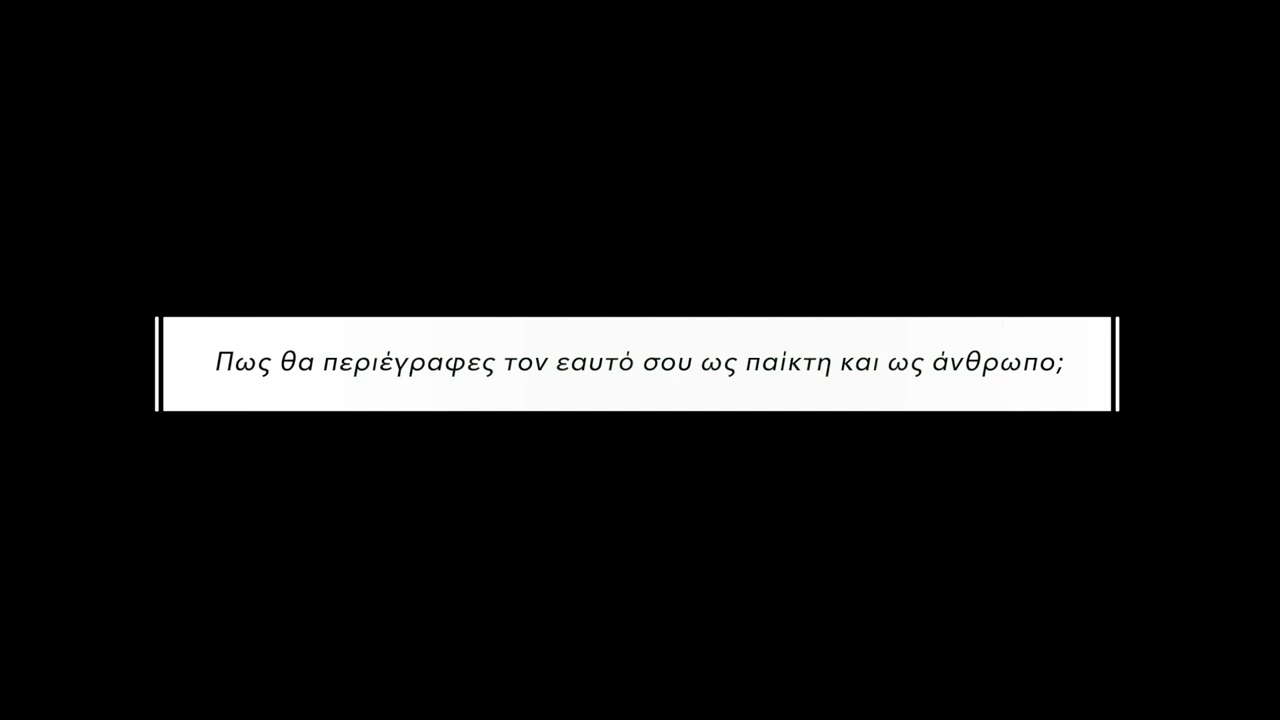 Πως θα περιέγραφες τον εαυτό σου ως παίκτη και ως άνθρωπο;